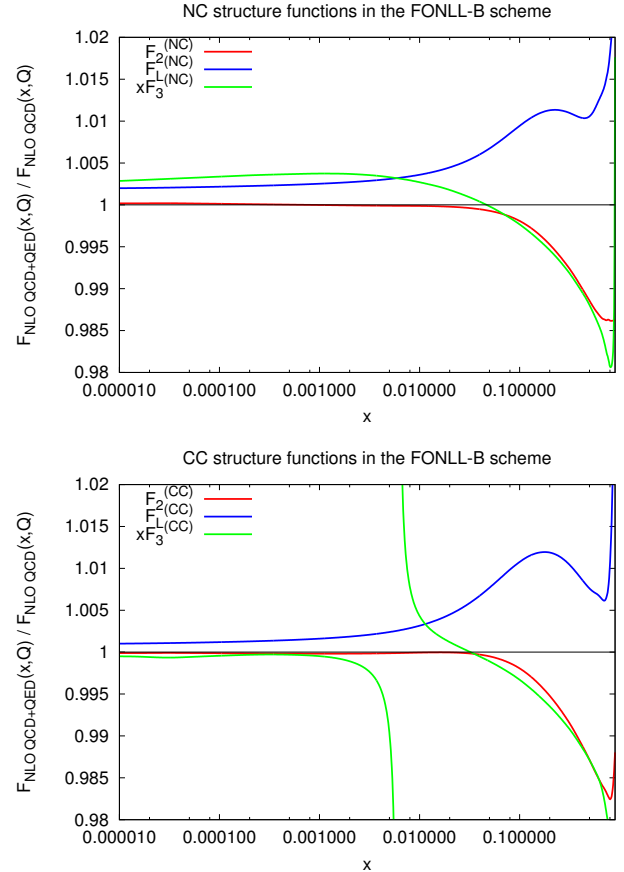 NC structure functions in the FONLL-B scheme
F2(NC)
FL(NC)
xF3(NC)
1.02
1.015
1.01
1.005
1
0.995
0.99
0.985
0.98
FNLO QCD+QED(x,Q) / FNLO QCD(x,Q)
0.000010 0.000100 0.001000 0.010000 0.100000
x
CC structure functions in the FONLL-B scheme
F2(CC)
FL(CC)
xF3(CC)
1.02
1.015
1.01
1.005
1
0.995
0.99
0.985
0.98
FNLO QCD+QED(x,Q) / FNLO QCD(x,Q)
0.000010 0.000100 0.001000 0.010000 0.100000
x